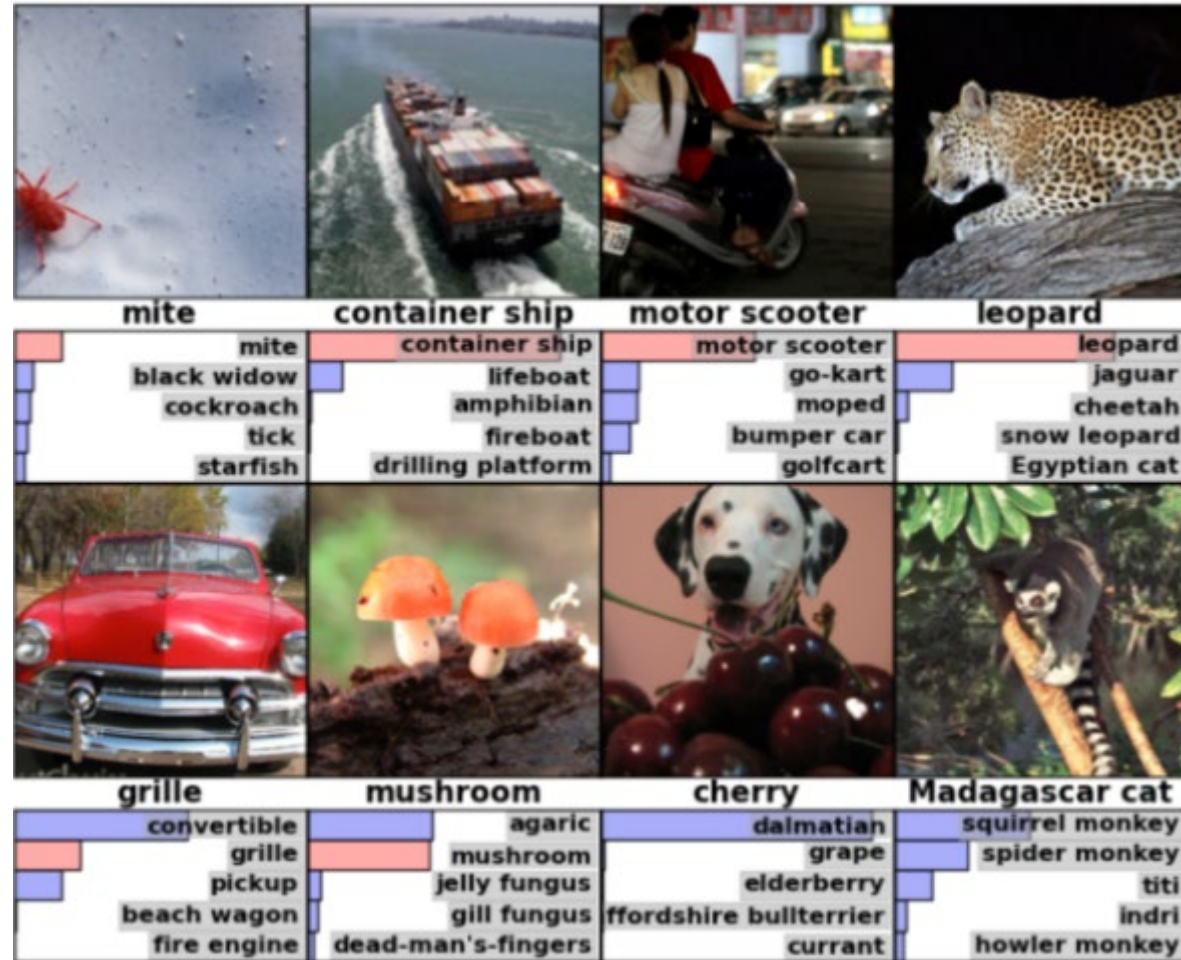 mite
container ship
motor scooter
leopard
mite
black widow
cockroach
tick
starfish
container ship
lifeboat
amphibian
fireboat
drilling platform
motor scooter
go-kart
moped
bumper car
golfcart
leopard
jaguar
cheetah
snow leopard
Egyptian cat
grille
mushroom
cherry
Madagascar cat
convertible
grille
pickup
beach wagon
fire engine
agaric
mushroom
jelly fungus
gill fungus
dead-man's-fingers
dalmatian
grape
elderberry
ffordshire bullterrier
currant
squirrel monkey
spider monkey
titi
indri
howler monkey